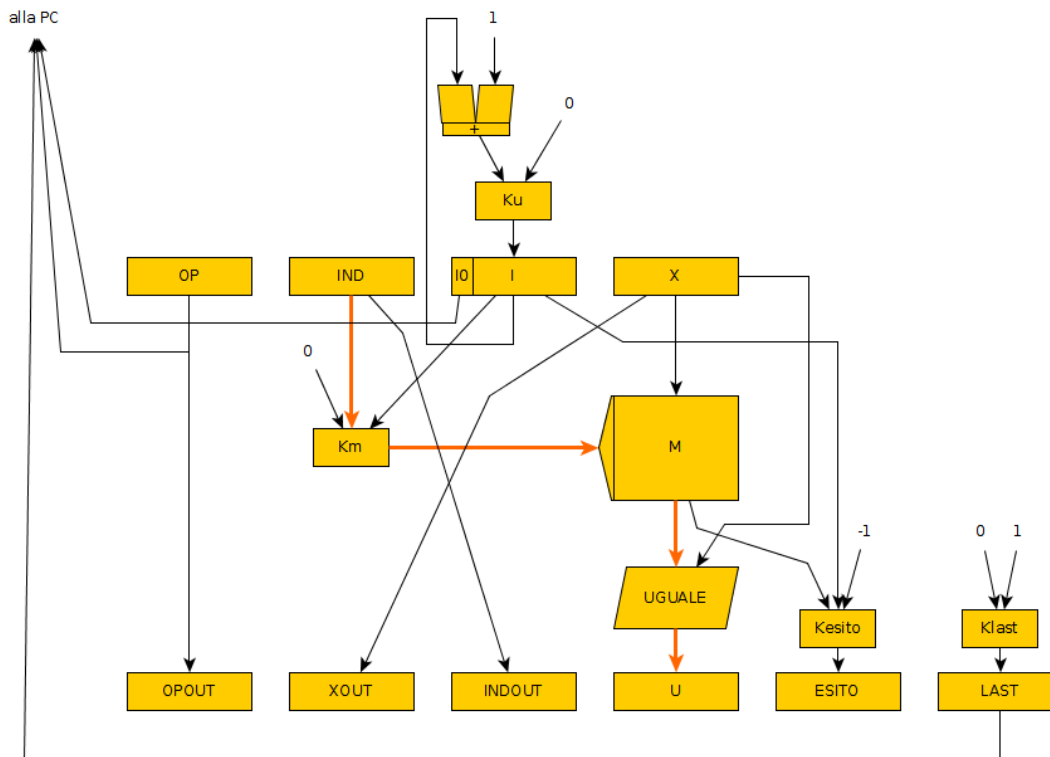 alla PC
1
+
0
Ku
OP
IND
I0
I
X
0
Km
M
-1
0
1
UGUALE
Kesito
Klast
OPOUT
XOUT
INDOUT
U
ESITO
LAST